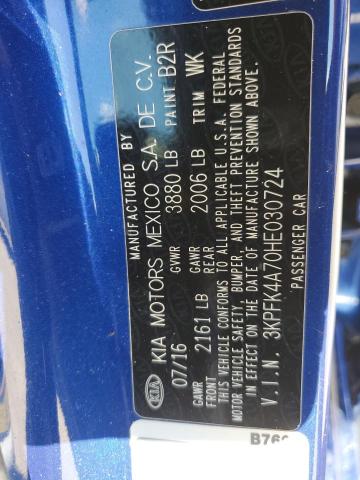 MANUFACTURED BY
KIA KIA MOTORS MEXICO S.A. DE C.V.
07/16 GVWR 3880 LB PAINT B2R
GAWR FRONT 2161 LB GAWR REAR 2006 LB TRIM WK
THIS VEHICLE CONFORMS TO ALL APPLICABLE U.S.A. FEDERAL
MOTOR VEHICLE SAFETY, BUMPER, AND THEFT PREVENTION STANDARDS
IN EFFECT ON THE DATE OF MANUFACTURE SHOWN ABOVE.
V.I.N. 3KPFK4A70HE030724
PASSENGER CAR